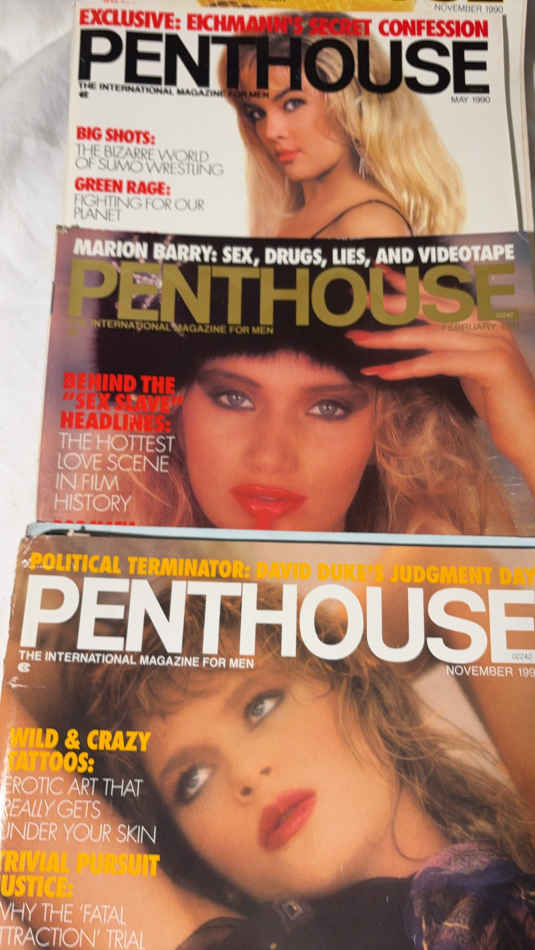 NOVEMBER 1990
EXCLUSIVE: EICHMANN'S SECRET CONFESSION
PENTHOUSE
THE INTERNATIONAL MAGAZINE FOR MEN
MAY 1990
BIG SHOTS:
THE BIZARRE WORLD
OF SUMO WRESTLING
GREEN RAGE:
FIGHTING FOR OUR
PLANET
MARION BARRY: SEX, DRUGS, LIES, AND VIDEOTAPE
PENTHOUSE
THE INTERNATIONAL MAGAZINE FOR MEN
FEBRUARY
BEHIND THE
"SEX SLAVE"
HEADLINES:
THE HOTTEST
LOVE SCENE
IN FILM
HISTORY
POLITICAL TERMINATOR: DAVID DUKE'S JUDGMENT DAY
PENTHOUSE
THE INTERNATIONAL MAGAZINE FOR MEN
NOVEMBER 199
WILD & CRAZY
TATTOOS:
EROTIC ART THAT
REALLY GETS
UNDER YOUR SKIN
TRIVIAL PURSUIT
JUSTICE:
WHY THE 'FATAL
ATTRACTION' TRIAL